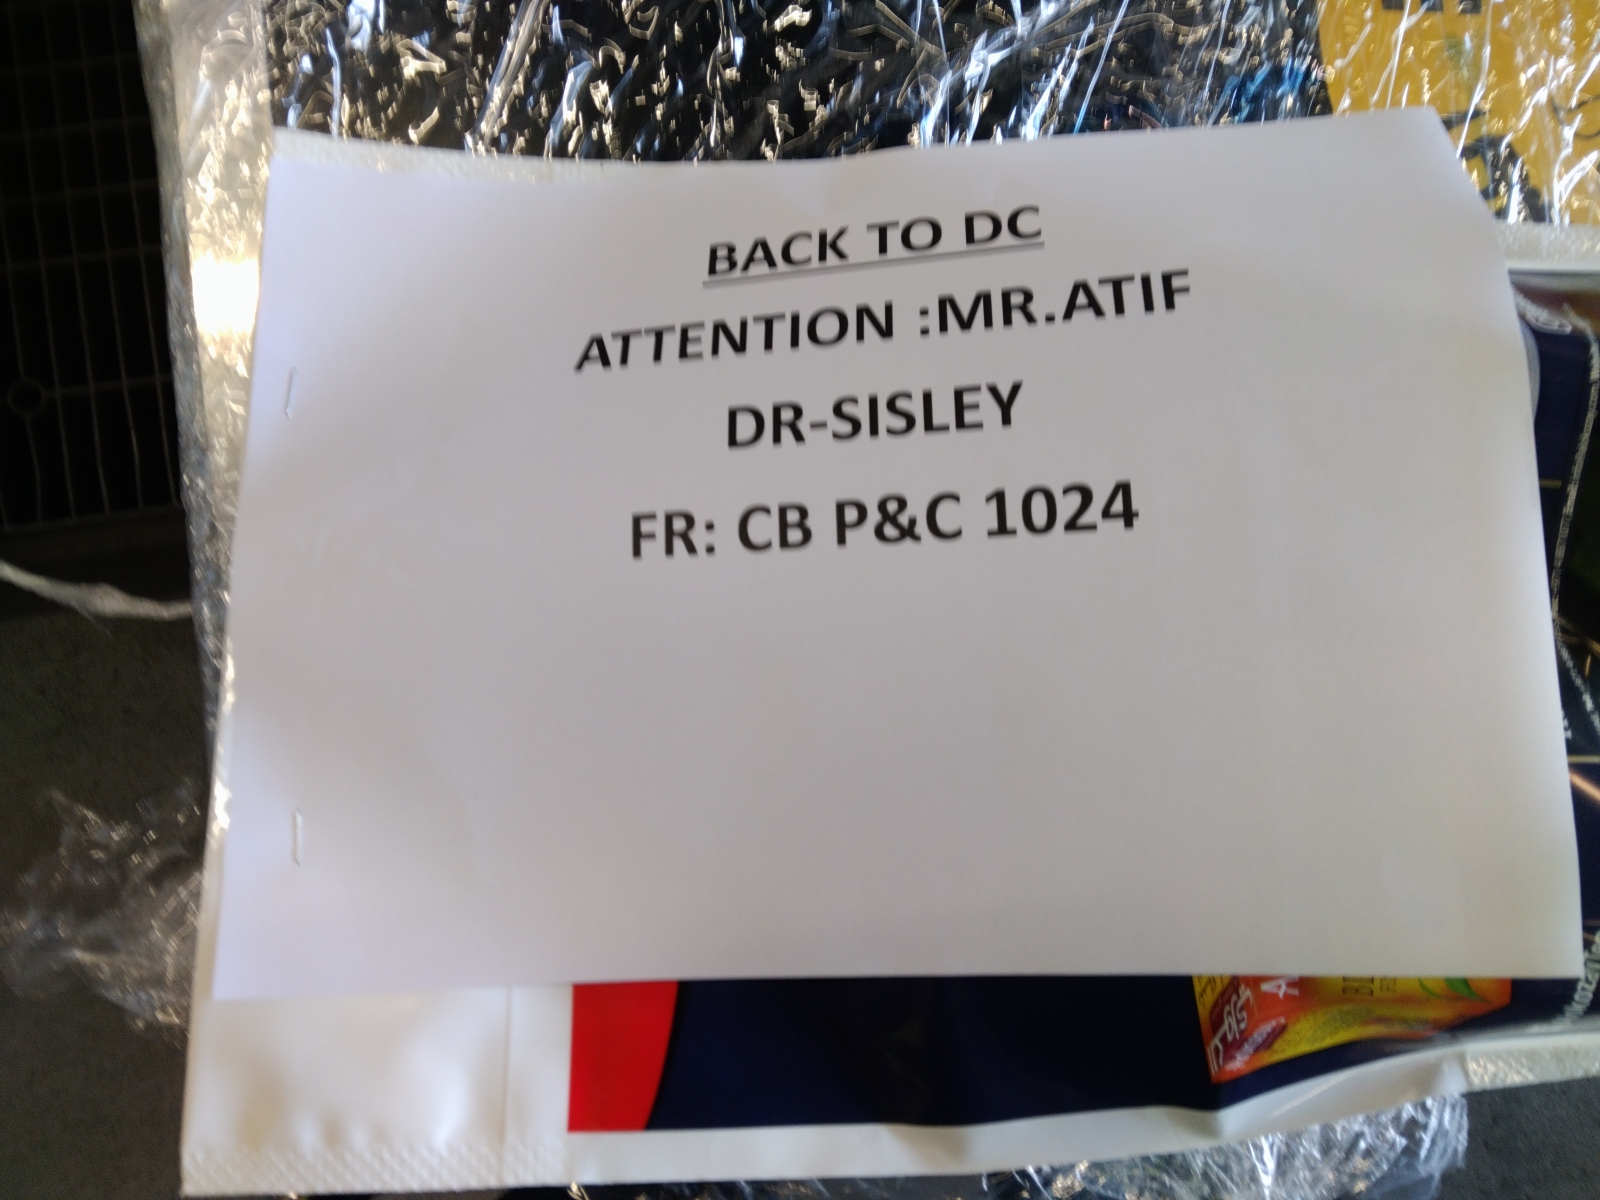 BACK TO DC
ATTENTION :MR.ATIF
DR-SISLEY
FR: CB P&C 1024